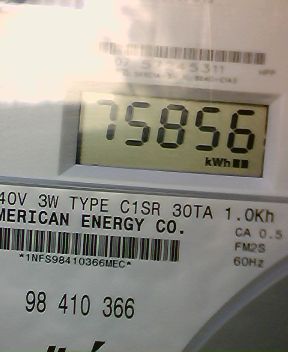 75856
kWh
40V 3W TYPE C1SR 30TA 1.0Kh
MERICAN ENERGY CO.
CA 0.5
FM2S
60Hz
*1NFS98410366MEC*
98 410 366